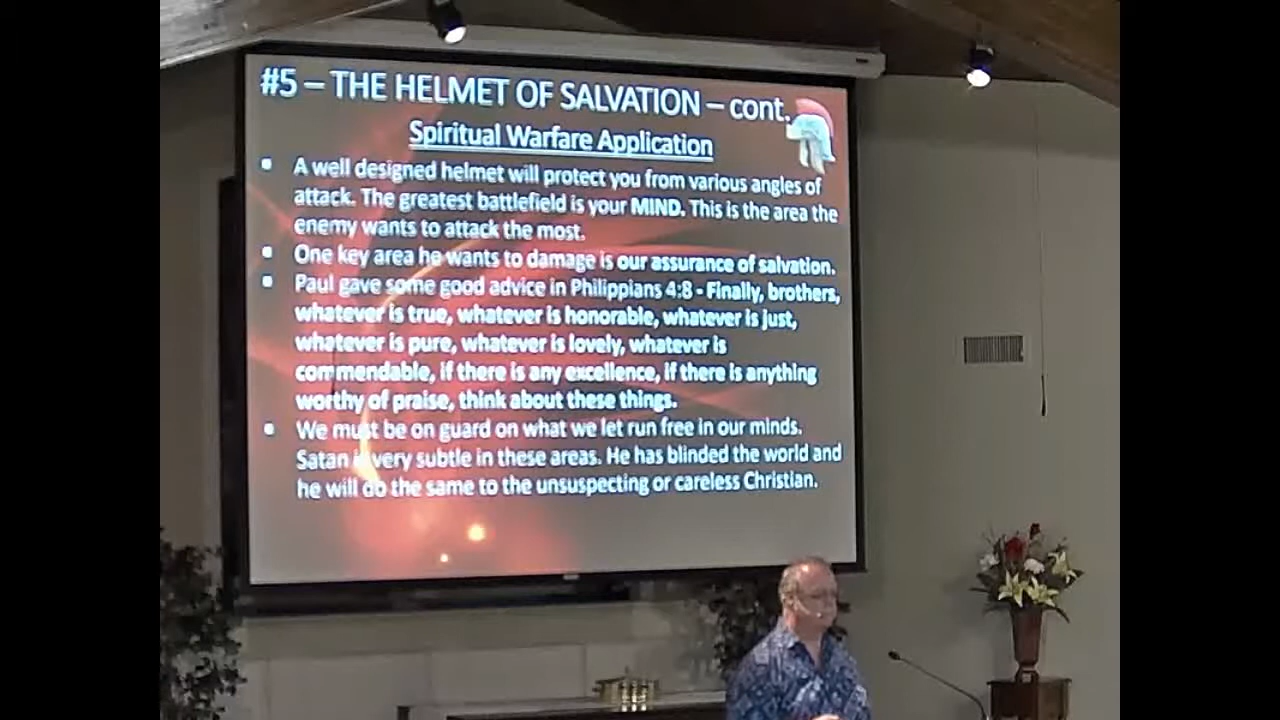 #5 – THE HELMET OF SALVATION – cont.
Spiritual Warfare Application
▪ A well designed helmet will protect you from various angles of
attack. The greatest battlefield is your MIND. This is the area the
enemy wants to attack the most.
▪ One key area he wants to damage is our assurance of salvation.
▪ Paul gave some good advice in Philippians 4:8 - Finally, brothers,
whatever is true, whatever is honorable, whatever is just,
whatever is pure, whatever is lovely, whatever is
commendable, if there is any excellence, if there is anything
worthy of praise, think about these things.
▪ We must be on guard on what we let run free in our minds.
Satan is very subtle in these areas. He has blinded the world and
he will do the same to the unsuspecting or careless Christian.